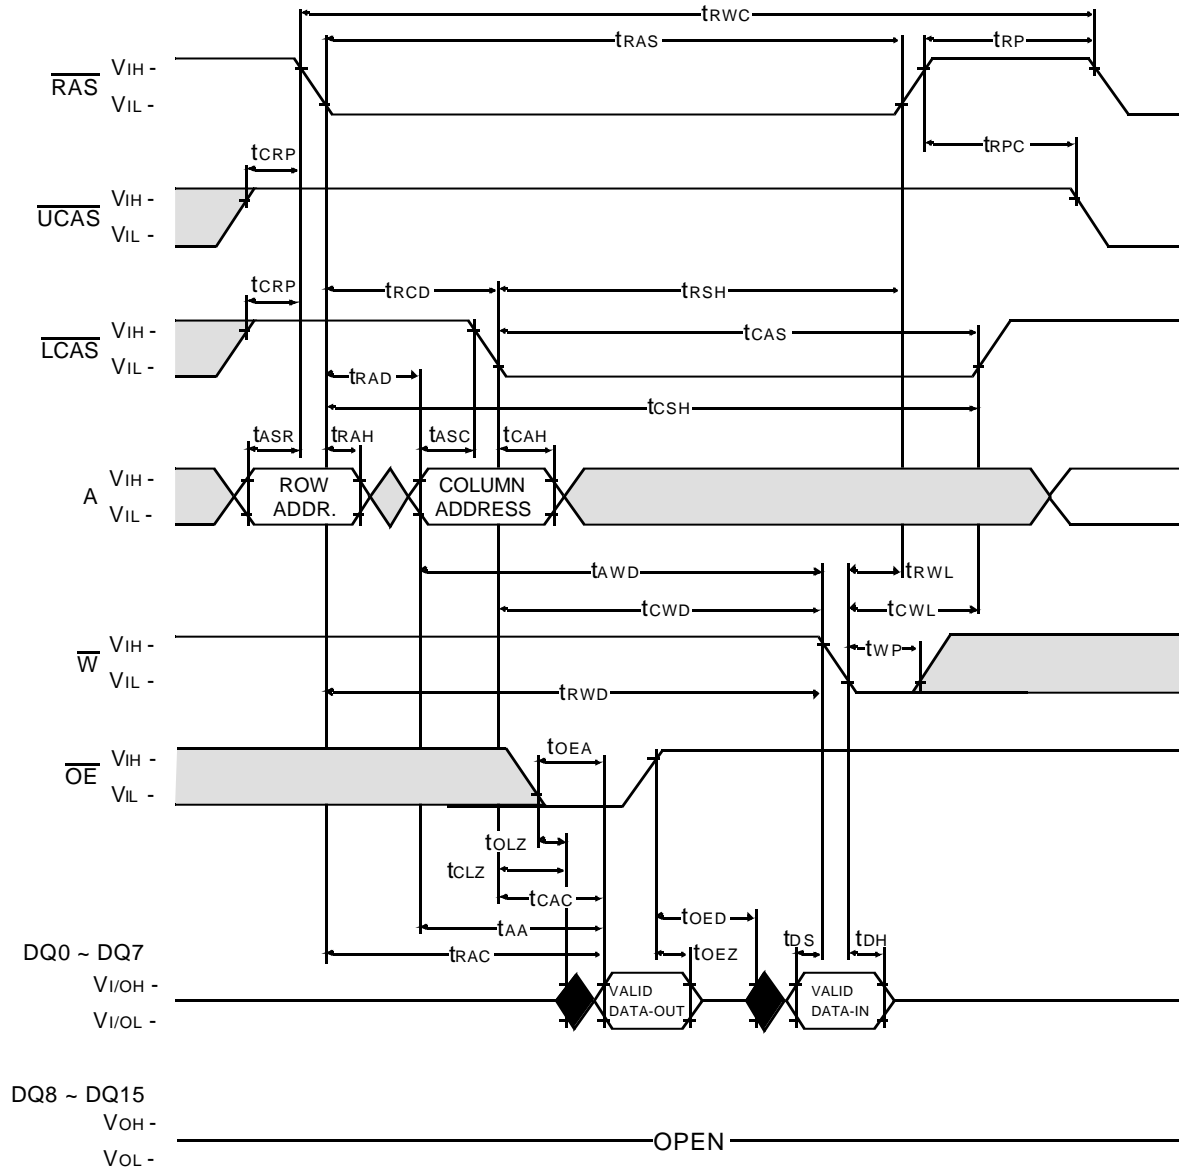 tRWC
tRAS
tRP
RAS
VIH -
VIL -
tCRP
tRPC
UCAS
VIH -
VIL -
tCRP
tRCD
tRSH
LCAS
VIH -
VIL -
tCAS
tRAD
tCSH
tASR
tRAH
tASC
tCAH
A
VIH -
VIL -
ROW
ADDR.
COLUMN
ADDRESS
tAWD
tRWL
tCWD
tCWL
W
VIH -
VIL -
tWP
tRWD
OE
VIH -
VIL -
tOEA
tOLZ
tCLZ
tCAC
tOED
tAA
tDS
tDH
tRAC
tOEZ
DQ0 ~ DQ7
VI/OH -
VI/OL -
VALID
DATA-OUT
VALID
DATA-IN
DQ8 ~ DQ15
VOH -
VOL -
OPEN